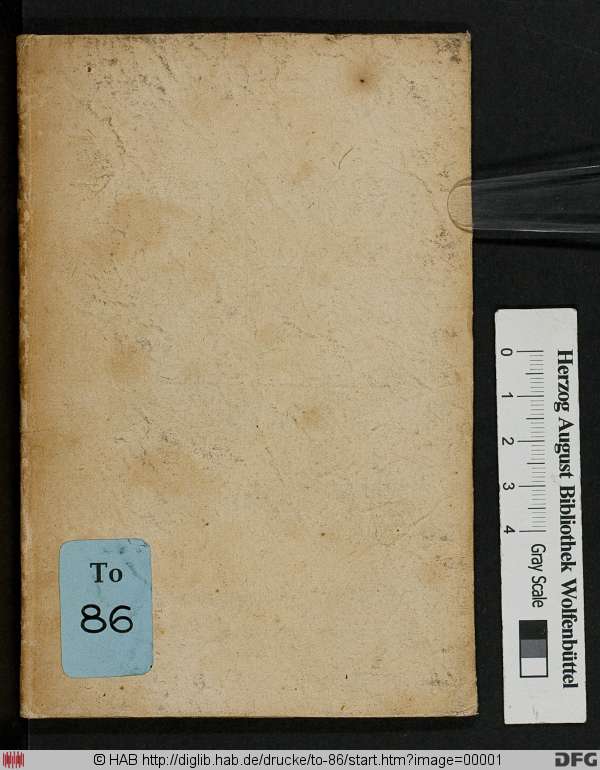 To
86
Herzog August Bibliothek Wolfenbüttel
0 1 2 3 4 Gray Scale
© HAB http://diglib.hab.de/drucke/to-86/start.htm?image=00001
DFG